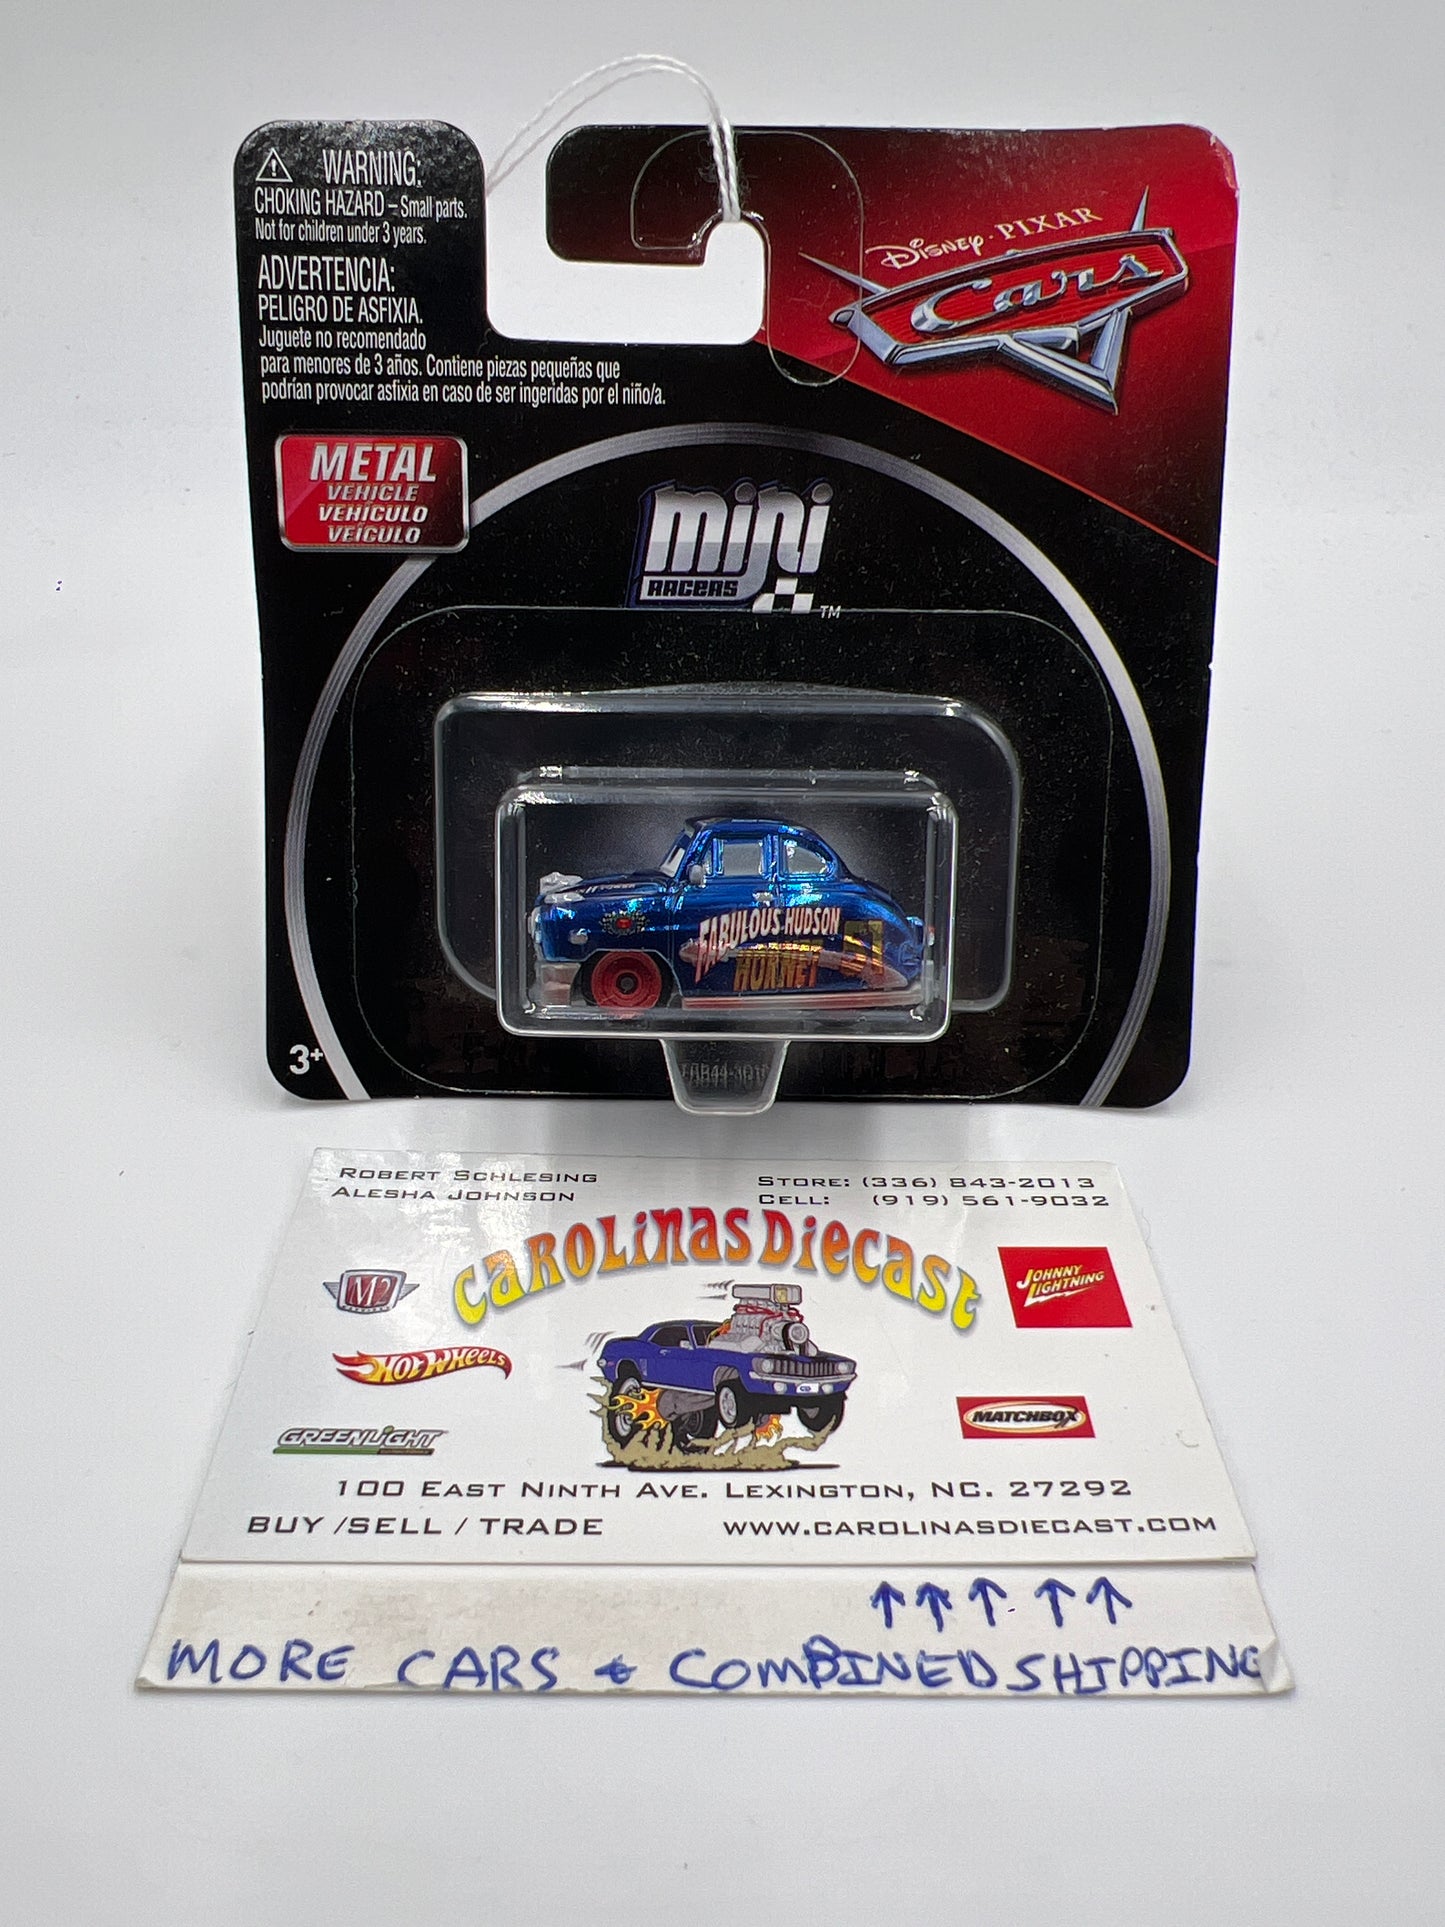 WARNING:
CHOKING HAZARD – Small parts.
Not for children under 3 years.
ADVERTENCIA:
PELIGRO DE ASFIXIA.
Juguete no recomendado
para menores de 3 años. Contiene piezas pequeñas que
podrían provocar asfixia en caso de ser ingeridas por el niño/a.
DISNEY·PIXAR
Cars
METAL
VEHICLE
VEHÍCULO
VEÍCULO
mini
RACERS
TM
FABULOUS HUDSON
HORNET 51
3+
ROBERT SCHLESING
ALESHA JOHNSON
STORE: (336) 843-2013
CELL: (919) 561-9032
CAROLINAS DIECAST
M2
JOHNNY
LIGHTNING
HOT WHEELS
MATCHBOX
GREENLIGHT
100 EAST NINTH AVE. LEXINGTON, NC. 27292
BUY /SELL / TRADE
WWW.CAROLINASDIECAST.COM
↑↑↑↑↑
MORE CARS + COMBINED SHIPPING